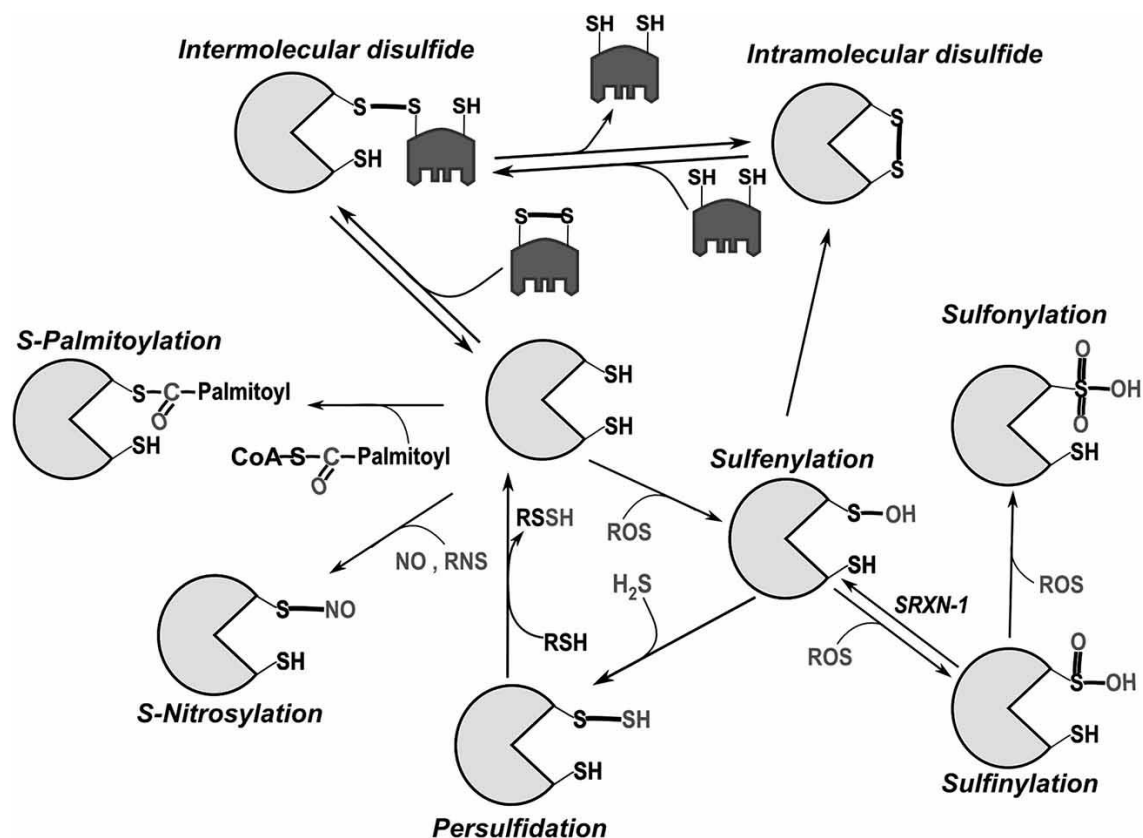 SH SH
Intermolecular disulfide
Intramolecular disulfide
S S SH
SH
S
S
SH SH
S S
S-Palmitoylation
S C Palmitoyl
O
SH
CoA S C Palmitoyl
O
SH
SH
Sulfonylation
O
S OH
O
SH
Sulfenylation
S OH
SH
ROS
RSSH
NO , RNS
H2S
RSH
SRXN-1
ROS
ROS
S NO
SH
S-Nitrosylation
O
S OH
SH
Sulfinylation
S SH
SH
Persulfidation